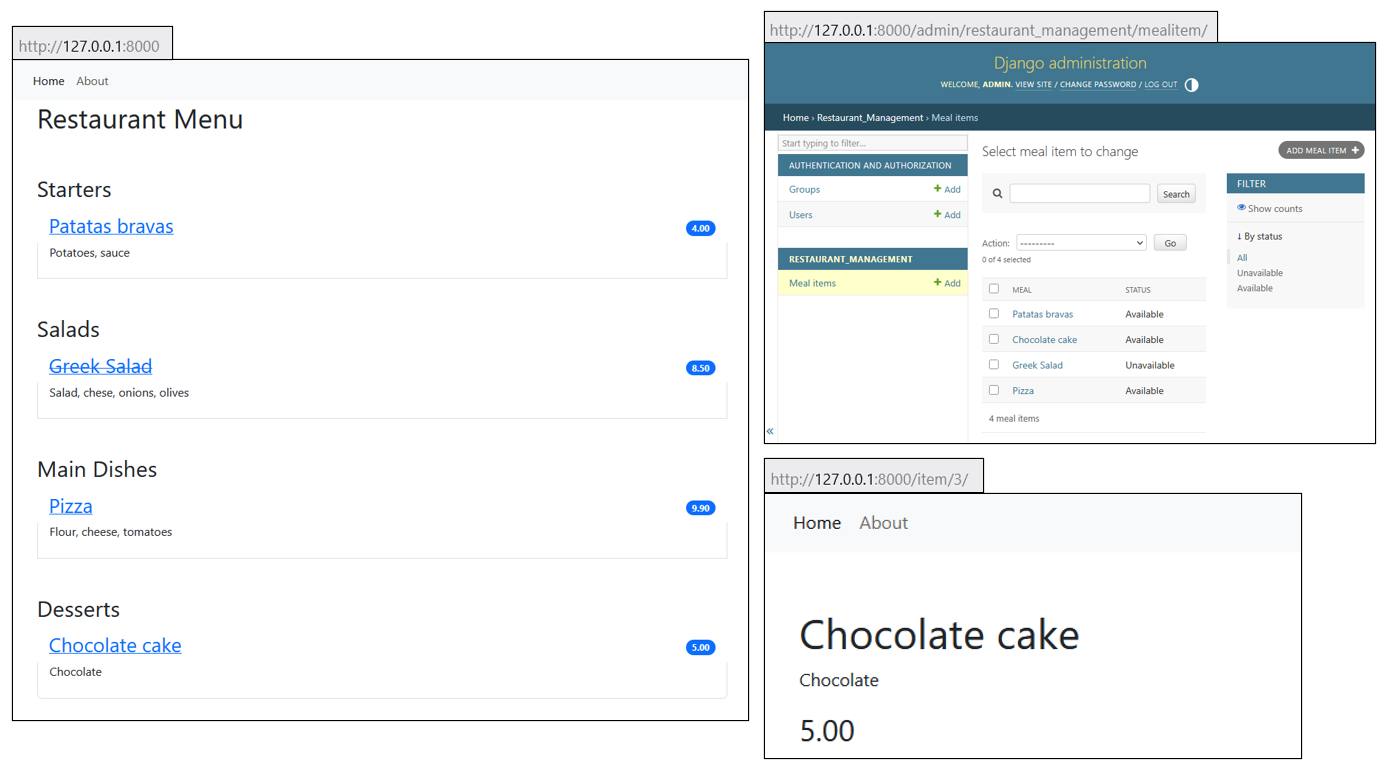 http://127.0.0.1:8000
Home About
Restaurant Menu
Starters
Patatas bravas 4.00
Potatoes, sauce
Salads
Greek Salad 8.50
Salad, chese, onions, olives
Main Dishes
Pizza 9.90
Flour, cheese, tomatoes
Desserts
Chocolate cake 5.00
Chocolate
http://127.0.0.1:8000/admin/restaurant_management/mealitem/
Django administration
WELCOME, ADMIN. VIEW SITE / CHANGE PASSWORD / LOG OUT
Home › Restaurant_Management › Meal items
Start typing to filter...
AUTHENTICATION AND AUTHORIZATION
Groups + Add
Users + Add
RESTAURANT_MANAGEMENT
Meal items + Add
«
Select meal item to change
ADD MEAL ITEM +
Search
Action: --------- Go
0 of 4 selected
MEAL STATUS
Patatas bravas Available
Chocolate cake Available
Greek Salad Unavailable
Pizza Available
4 meal items
FILTER
Show counts
↓ By status
All
Unavailable
Available
http://127.0.0.1:8000/item/3/
Home About
Chocolate cake
Chocolate
5.00